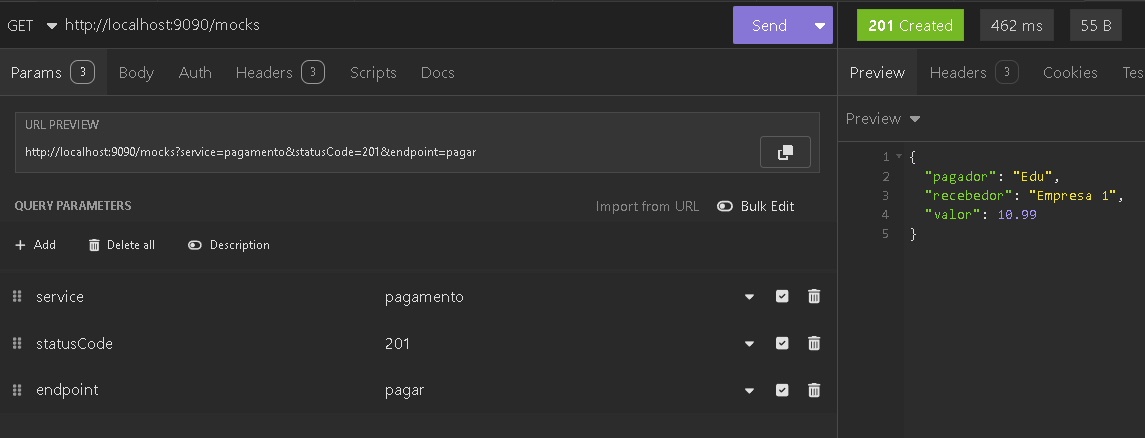 GET http://localhost:9090/mocks Send
201 Created 462 ms 55 B
Params 3 Body Auth Headers 3 Scripts Docs
URL PREVIEW
http://localhost:9090/mocks?service=pagamento&statusCode=201&endpoint=pagar
QUERY PARAMETERS Import from URL Bulk Edit
+ Add Delete all Description
service pagamento
statusCode 201
endpoint pagar
Preview Headers 3 Cookies Tes
Preview
1 {
2 "pagador": "Edu",
3 "recebedor": "Empresa 1",
4 "valor": 10.99
5 }